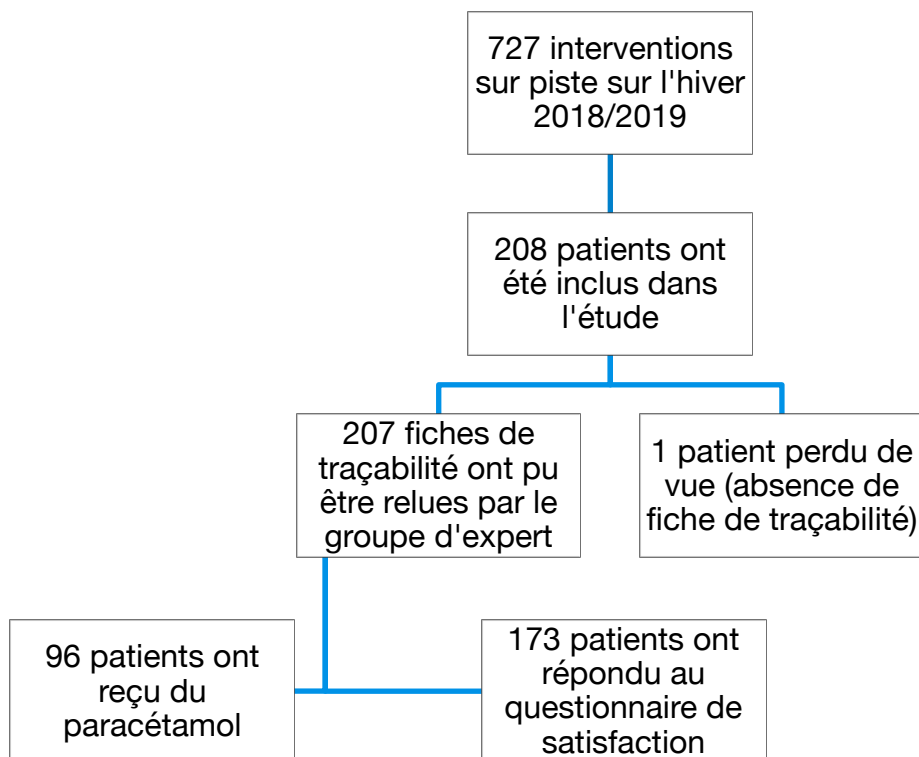 727 interventions
sur piste sur l'hiver
2018/2019
208 patients ont
été inclus dans
l'étude
207 fiches de
traçabilité ont pu
être relues par le
groupe d'expert
1 patient perdu de
vue (absence de
fiche de traçabilité)
96 patients ont
reçu du
paracétamol
173 patients ont
répondu au
questionnaire de
satisfaction